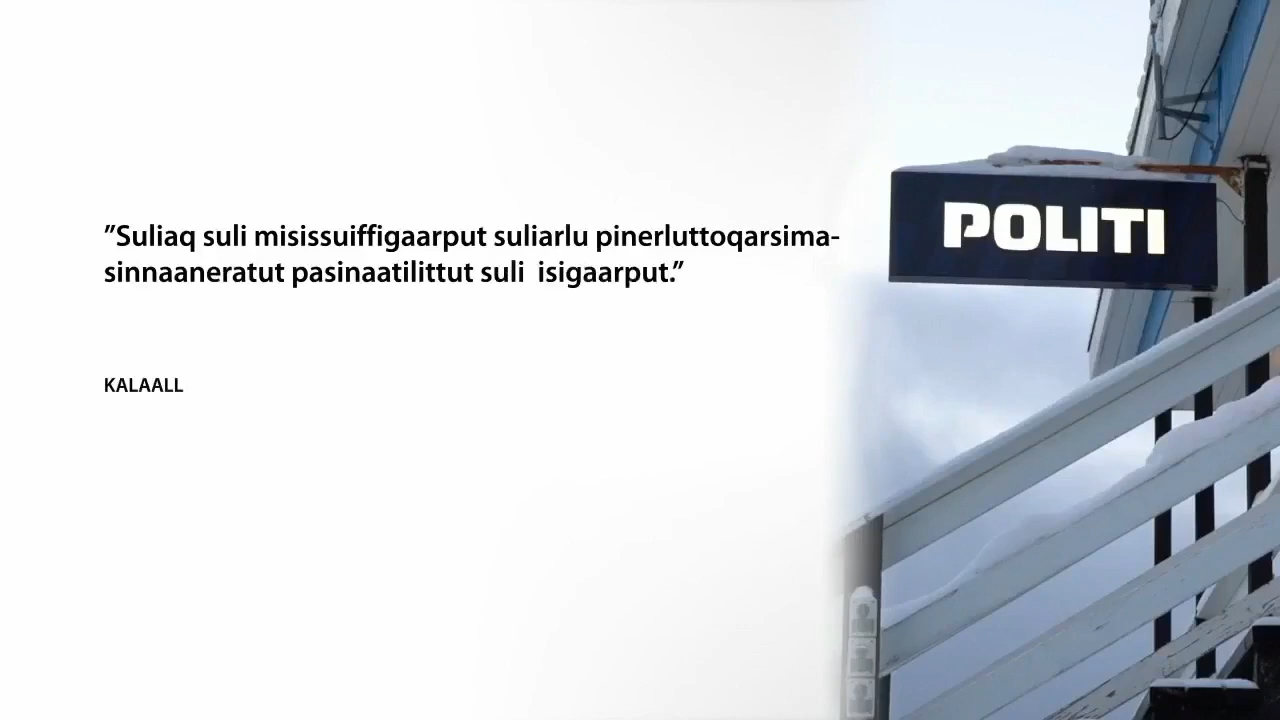 ”Suliaq suli misissuiffigaarput suliarlu pinerluttoqarsima-
sinnaaneratut pasinaatilittut suli  isigaarput.”
KALAALL
POLITI